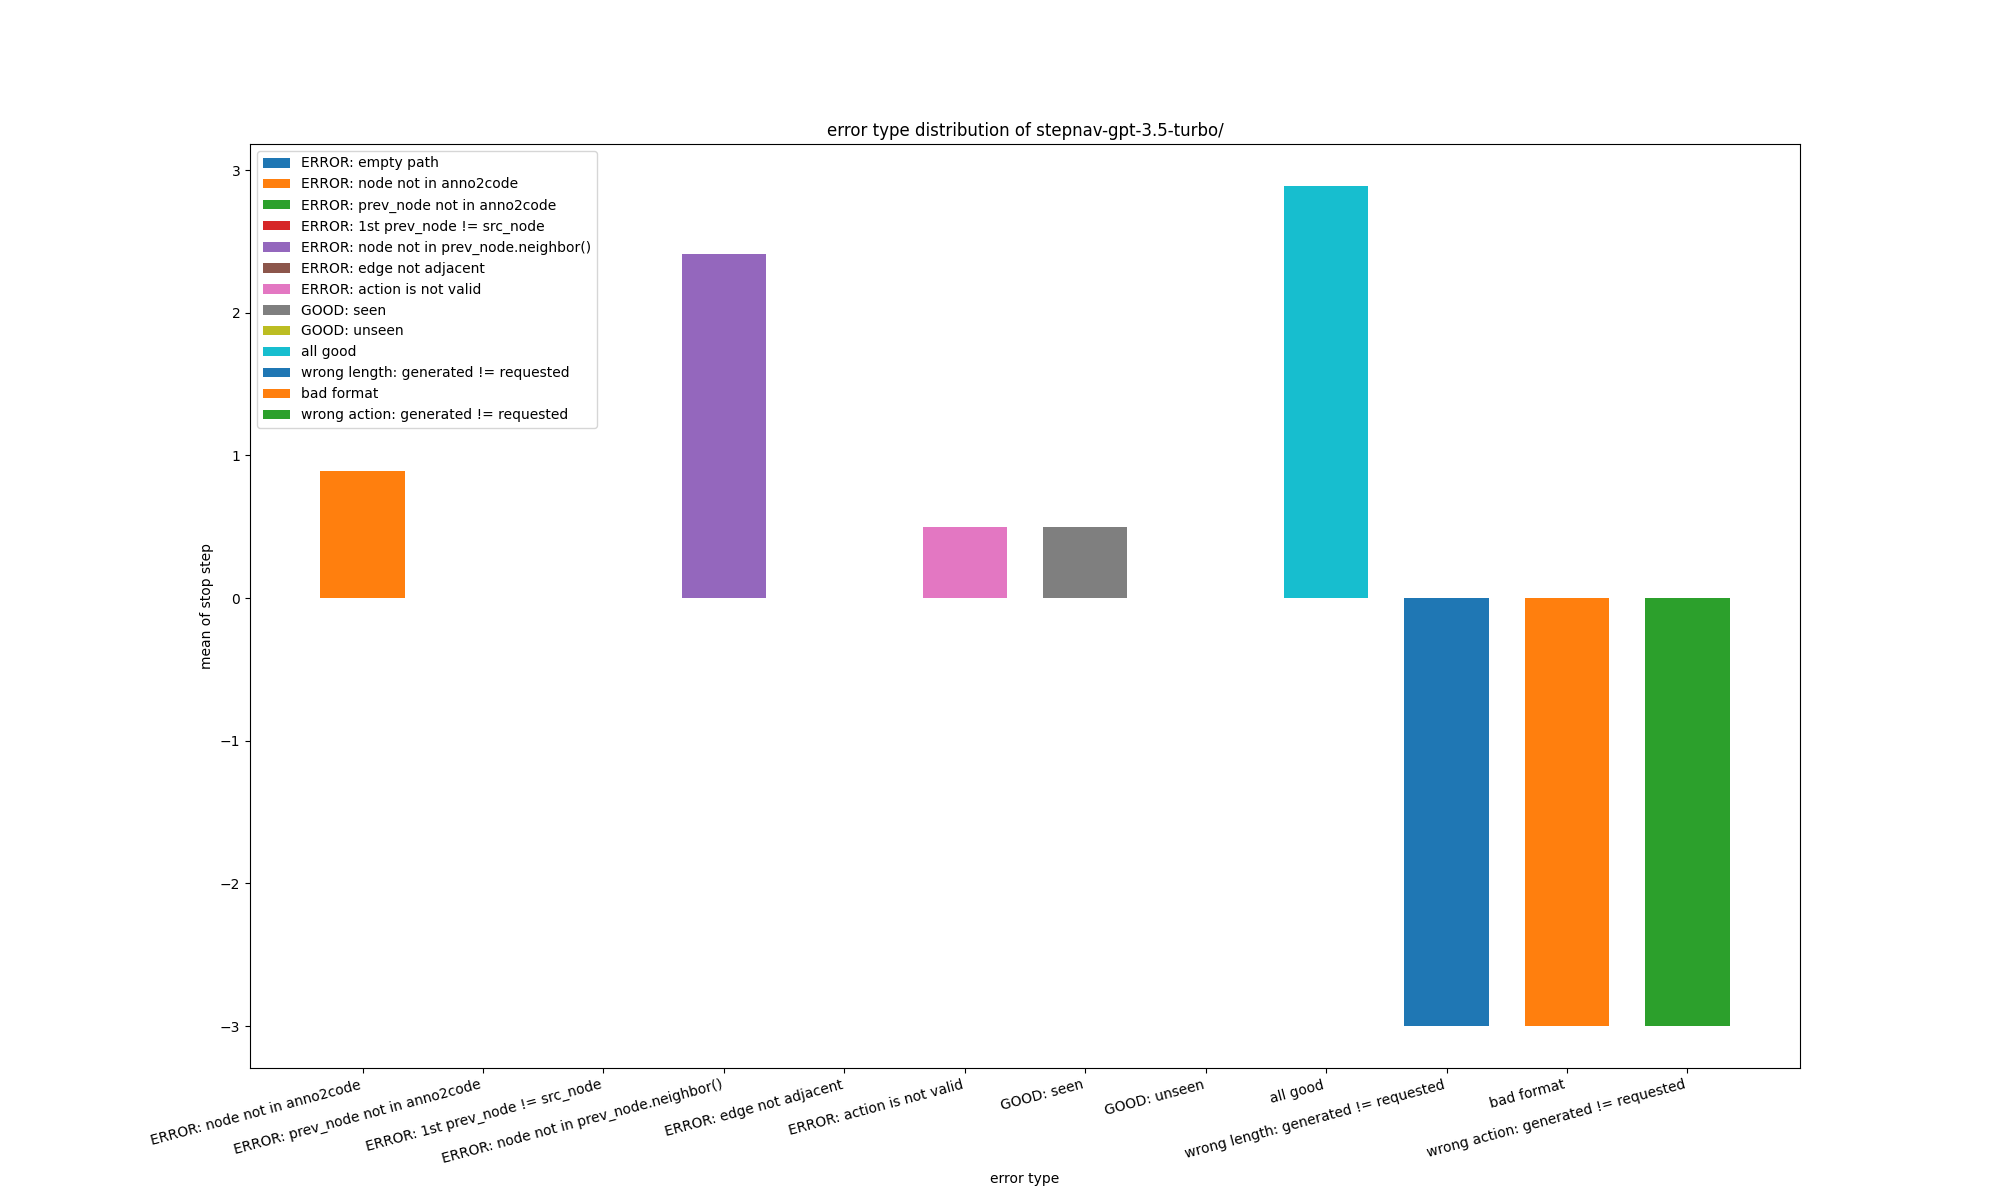 error type distribution of stepnav-gpt-3.5-turbo/
ERROR: empty path
ERROR: node not in anno2code
ERROR: prev_node not in anno2code
ERROR: 1st prev_node != src_node
ERROR: node not in prev_node.neighbor()
ERROR: edge not adjacent
ERROR: action is not valid
GOOD: seen
GOOD: unseen
all good
wrong length: generated != requested
bad format
wrong action: generated != requested
3
2
1
0
−1
−2
−3
mean of stop step
ERROR: node not in anno2code
ERROR: prev_node not in anno2code
ERROR: 1st prev_node != src_node
ERROR: node not in prev_node.neighbor()
ERROR: edge not adjacent
ERROR: action is not valid
GOOD: seen
GOOD: unseen
all good
wrong length: generated != requested
bad format
wrong action: generated != requested
error type